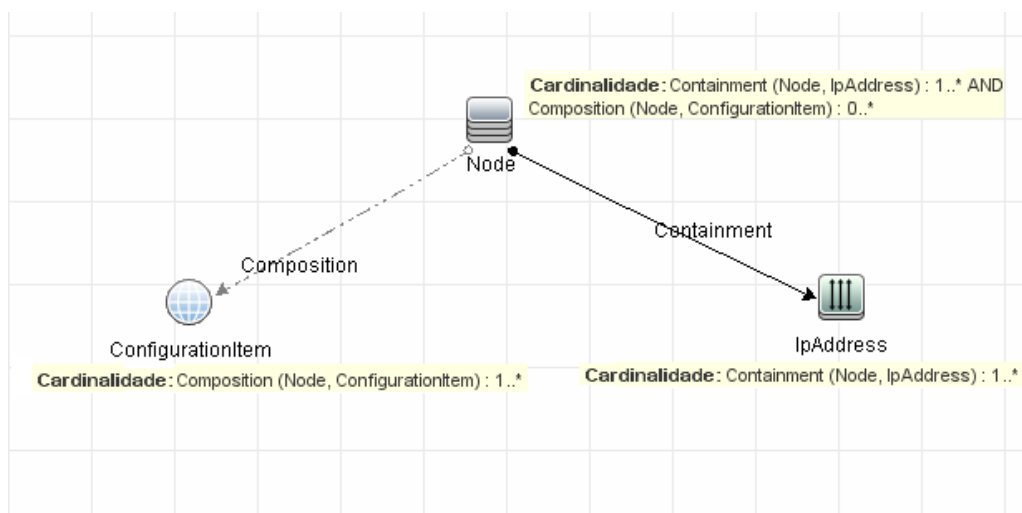 Cardinalidade: Containment (Node, IpAddress) : 1..* AND
Composition (Node, ConfigurationItem) : 0..*
Node
Containment
Composition
IpAddress
ConfigurationItem
Cardinalidade: Containment (Node, IpAddress) : 1..*
Cardinalidade: Composition (Node, ConfigurationItem) : 1..*